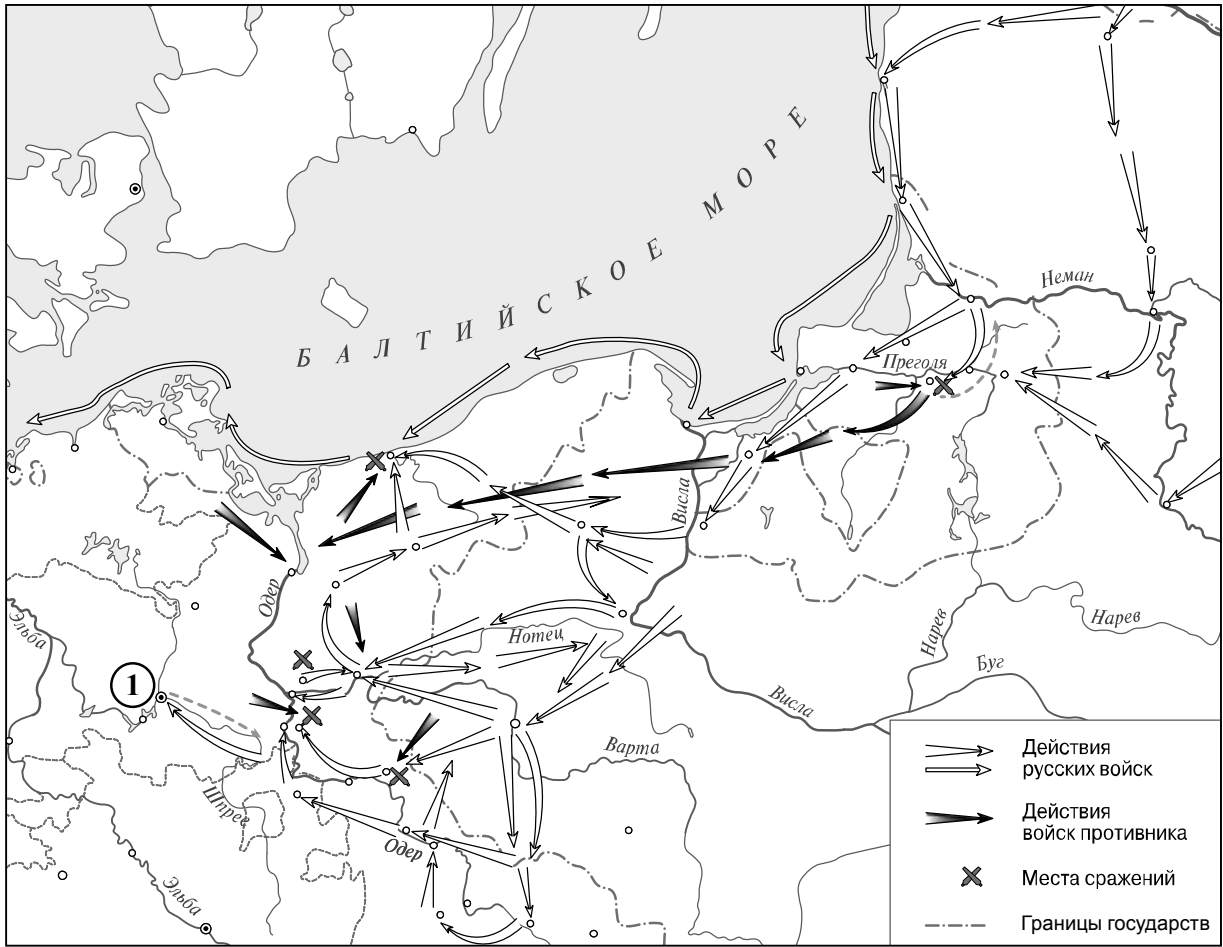 БАЛТИЙСКОЕ МОРЕ
Неман
Преголя
Висла
Одер
Эльба
Нотец
Нарев
Нарев
Буг
1
Висла
Варта
Шпрее
Одер
Эльба
Действия
русских войск
Действия
войск противника
Места сражений
Границы государств